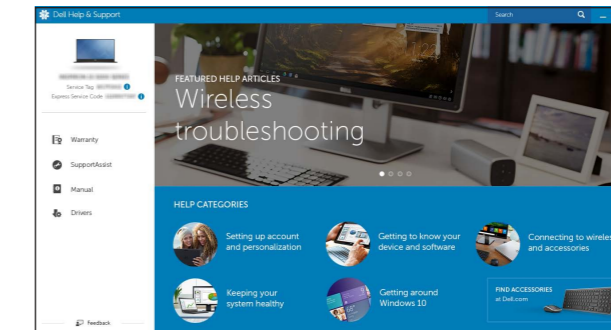 Dell Help & Support
Search
Service Tag:
Express Service Code:
Warranty
SupportAssist
Manual
Drivers
Feedback
FEATURED HELP ARTICLES
Wireless
troubleshooting
HELP CATEGORIES
Setting up account
and personalization
Getting to know your
device and software
Connecting to wireles
and accessories
Keeping your
system healthy
Getting around
Windows 10
FIND ACCESSORIES
at Dell.com